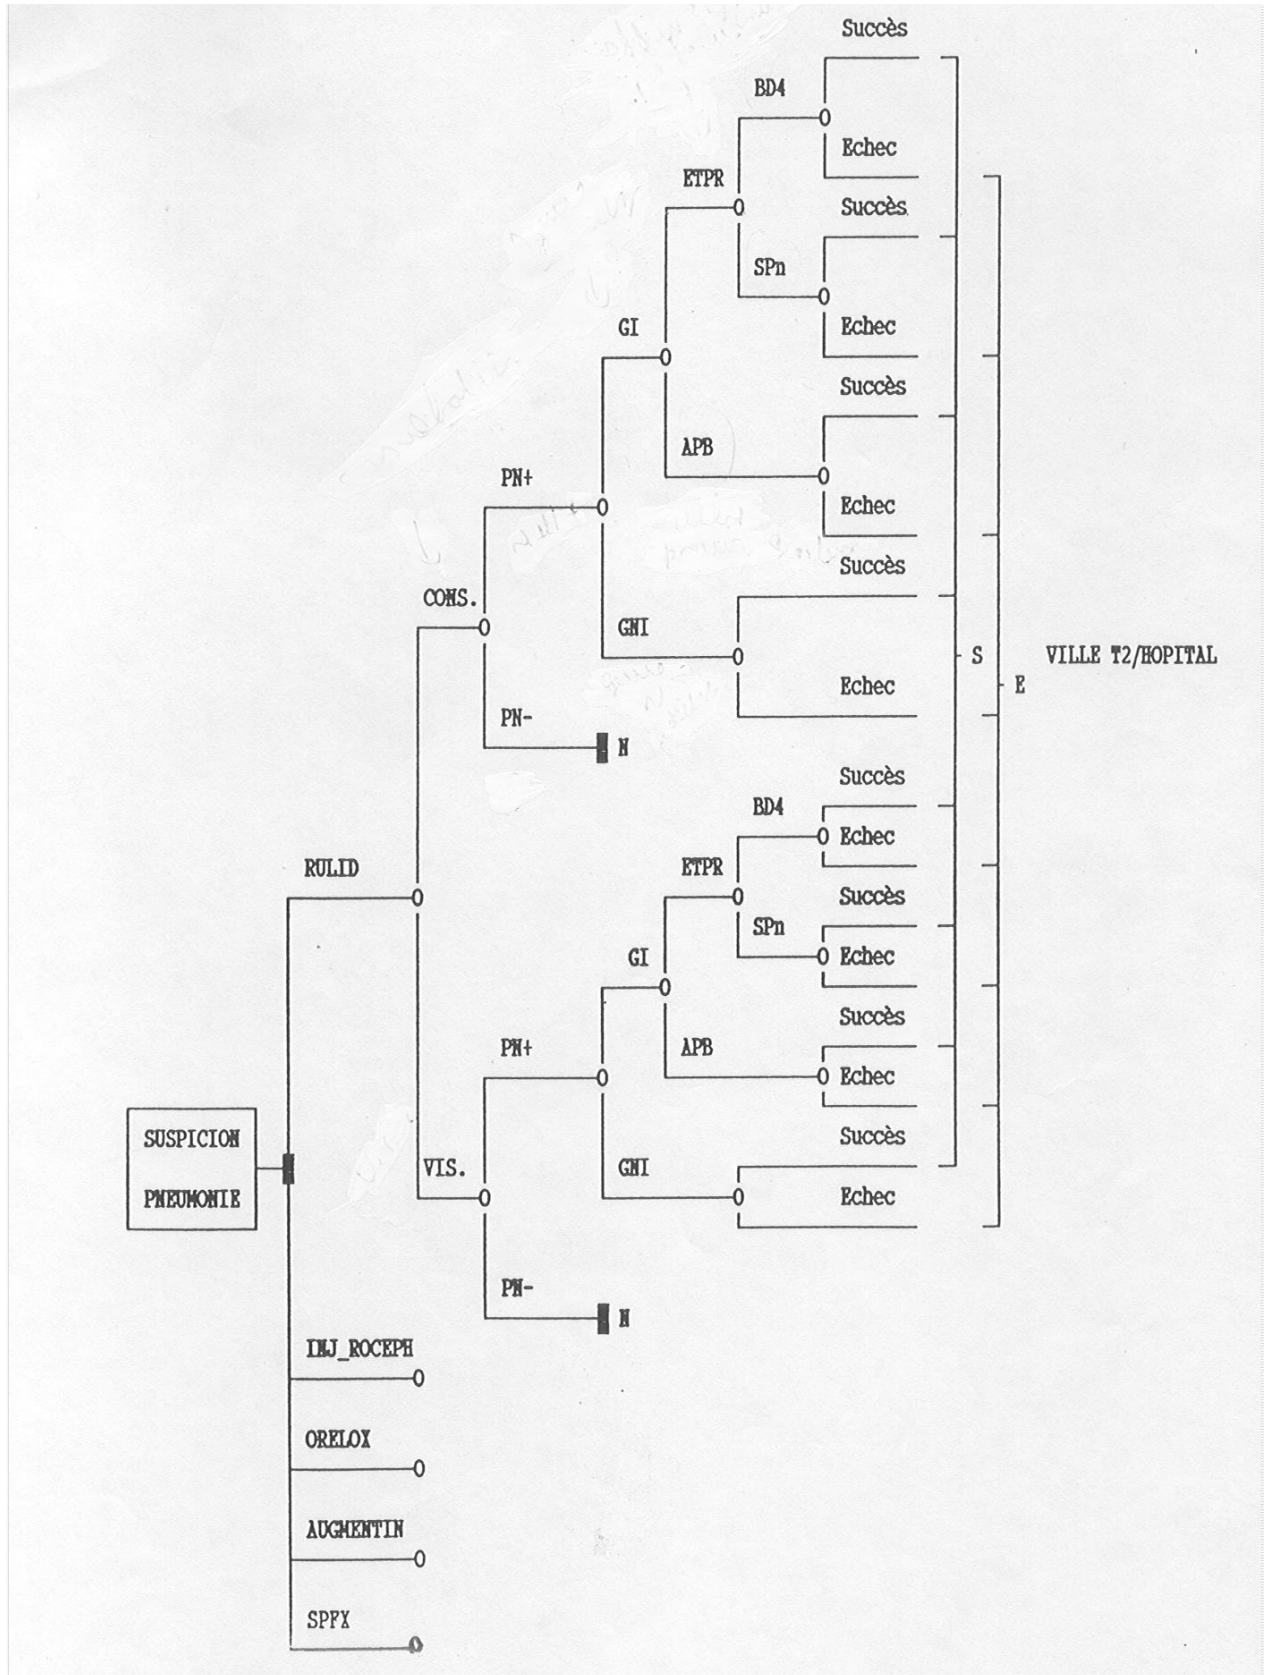 Succès
BD4
Echec
ETPR
Succès
SPn
Echec
GI
Succès
APB
PN+
Echec
Succès
CONS.
GNI
S VILLE T2/HOPITAL
Echec
E
PN-
N
Succès
BD4
Echec
RULID
ETPR
Succès
SPn
Echec
GI
Succès
PN+
APB
Echec
SUSPICION
Succès
VIS.
GNI
PNEUMONIE
Echec
PN-
N
INJ_ROCEPH
ORELOX
AUGMENTIN
SPFX